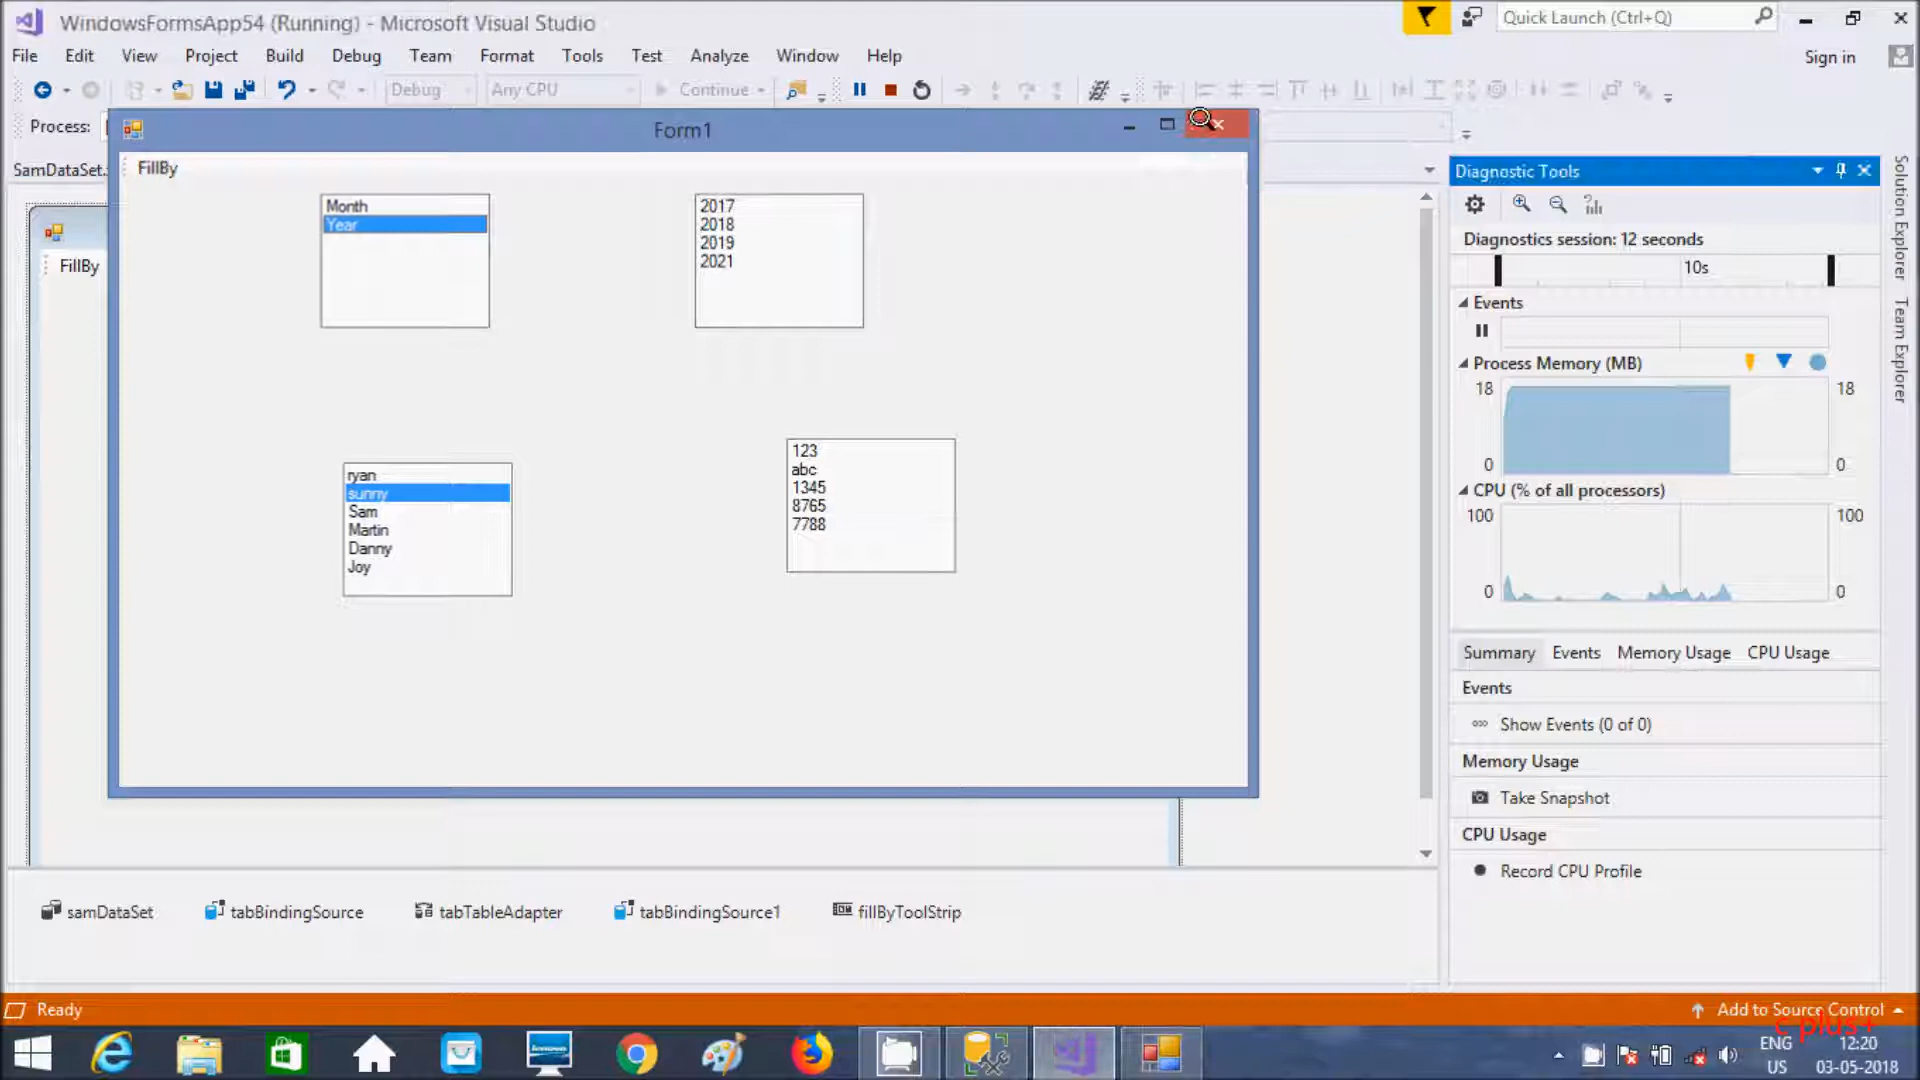 WindowsFormsApp54 (Running) - Microsoft Visual Studio
Quick Launch (Ctrl+Q)
File Edit View Project Build Debug Team Format Tools Test Analyze Window Help
Sign in
Debug Any CPU Continue
Process:
Form1
SamDataSet.
FillBy
Diagnostic Tools
Solution Explorer
Team Explorer
Month
Year
2017
2018
2019
2021
FillBy
Diagnostics session: 12 seconds
10s
Events
Process Memory (MB)
18 18
0 0
CPU (% of all processors)
100 100
0 0
ryan
sunny
Sam
Martin
Danny
Joy
123
abc
1345
8765
7788
Summary Events Memory Usage CPU Usage
Events
Show Events (0 of 0)
Memory Usage
Take Snapshot
CPU Usage
Record CPU Profile
samDataSet tabBindingSource tabTableAdapter tabBindingSource1 fillByToolStrip
Ready
Add to Source Control
c plus+
ENG
US
12:20
03-05-2018